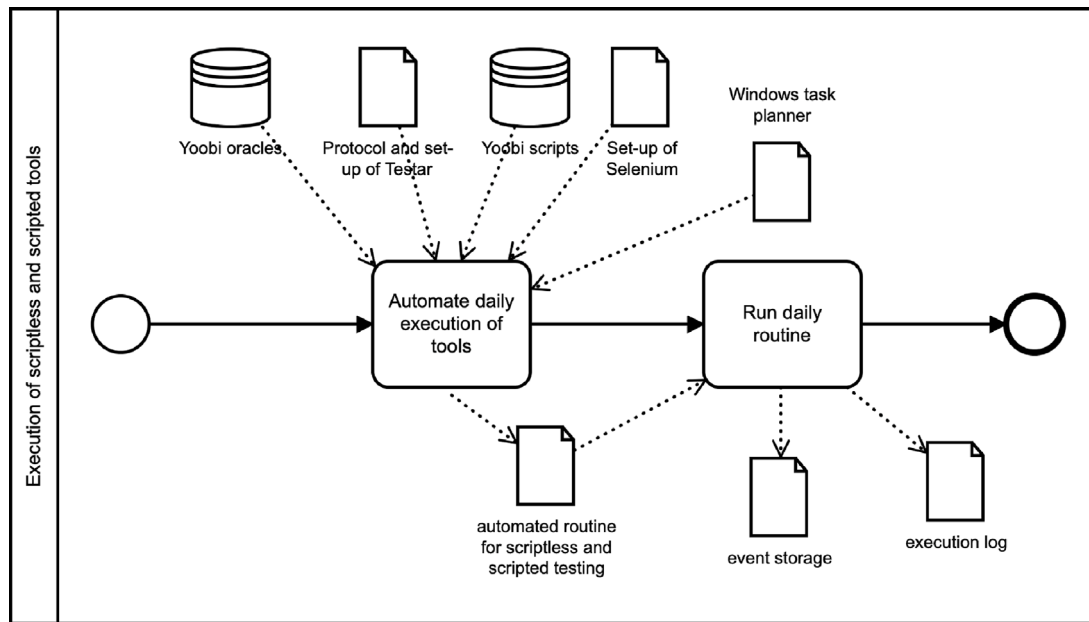 Execution of scriptless and scripted tools
Yoobi oracles
Protocol and set-
up of Testar
Yoobi scripts
Set-up of
Selenium
Windows task
planner
Automate daily
execution of
tools
Run daily
routine
automated routine
for scriptless and
scripted testing
event storage
execution log